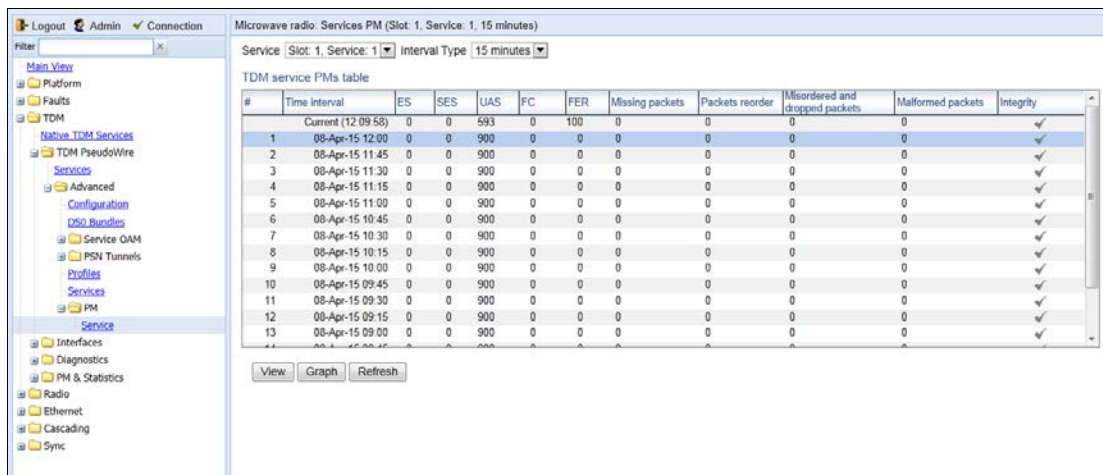 Logout Admin Connection
Filter
Main View
Platform
Faults
TDM
Native TDM Services
TDM PseudoWire
Services
Advanced
Configuration
DS0 Bundles
Service OAM
PSN Tunnels
Profiles
Services
PM
Service
Interfaces
Diagnostics
PM & Statistics
Radio
Ethernet
Cascading
Sync
Microwave radio: Services PM (Slot: 1, Service: 1, 15 minutes)
Service Slot: 1, Service: 1 Interval Type 15 minutes
TDM service PMs table
# Time interval ES SES UAS FC FER Missing packets Packets reorder Misordered and dropped packets Malformed packets Integrity
Current (12:09:58) 0 0 593 0 100 0 0 0 0
1 08-Apr-15 12:00 0 0 900 0 0 0 0 0 0
2 08-Apr-15 11:45 0 0 900 0 0 0 0 0 0
3 08-Apr-15 11:30 0 0 900 0 0 0 0 0 0
4 08-Apr-15 11:15 0 0 900 0 0 0 0 0 0
5 08-Apr-15 11:00 0 0 900 0 0 0 0 0 0
6 08-Apr-15 10:45 0 0 900 0 0 0 0 0 0
7 08-Apr-15 10:30 0 0 900 0 0 0 0 0 0
8 08-Apr-15 10:15 0 0 900 0 0 0 0 0 0
9 08-Apr-15 10:00 0 0 900 0 0 0 0 0 0
10 08-Apr-15 09:45 0 0 900 0 0 0 0 0 0
11 08-Apr-15 09:30 0 0 900 0 0 0 0 0 0
12 08-Apr-15 09:15 0 0 900 0 0 0 0 0 0
13 08-Apr-15 09:00 0 0 900 0 0 0 0 0 0
View Graph Refresh